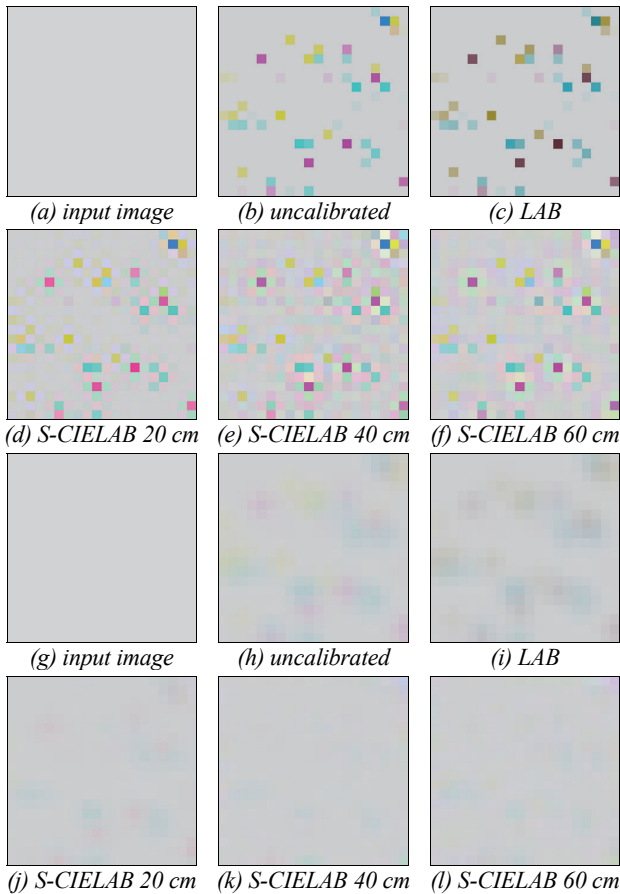 (a) input image (b) uncalibrated (c) LAB
(d) S-CIELAB 20 cm (e) S-CIELAB 40 cm (f) S-CIELAB 60 cm
(g) input image (h) uncalibrated (i) LAB
(j) S-CIELAB 20 cm (k) S-CIELAB 40 cm (l) S-CIELAB 60 cm